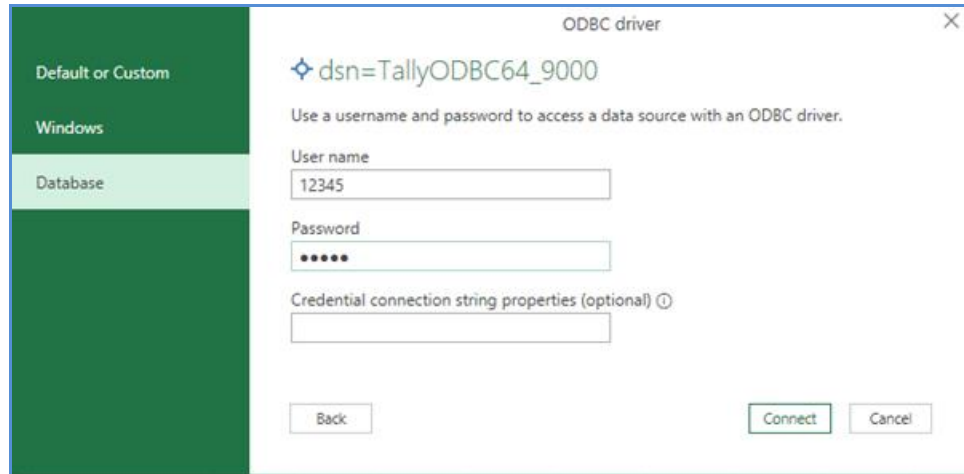 ODBC driver
Default or Custom
Windows
Database
dsn=TallyODBC64_9000
Use a username and password to access a data source with an ODBC driver.
User name
12345
Password
•••••
Credential connection string properties (optional)
Back
Connect
Cancel